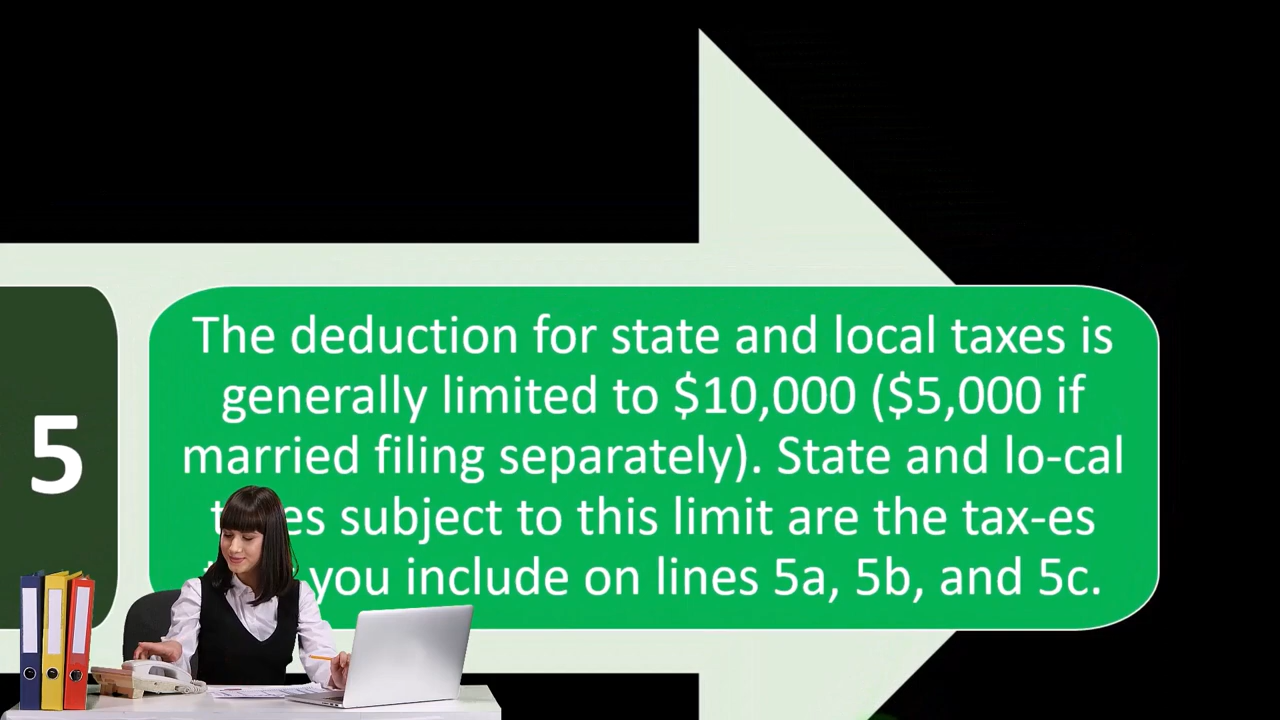 5
The deduction for state and local taxes is
generally limited to $10,000 ($5,000 if
married filing separately). State and lo-cal
subject to this limit are the tax-es
you include on lines 5a, 5b, and 5c.